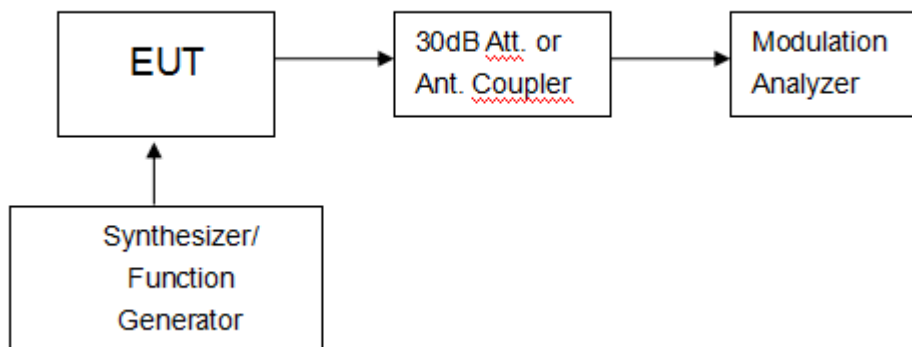 EUT
30dB Att. or
Ant. Coupler
Modulation
Analyzer
Synthesizer/
Function
Generator